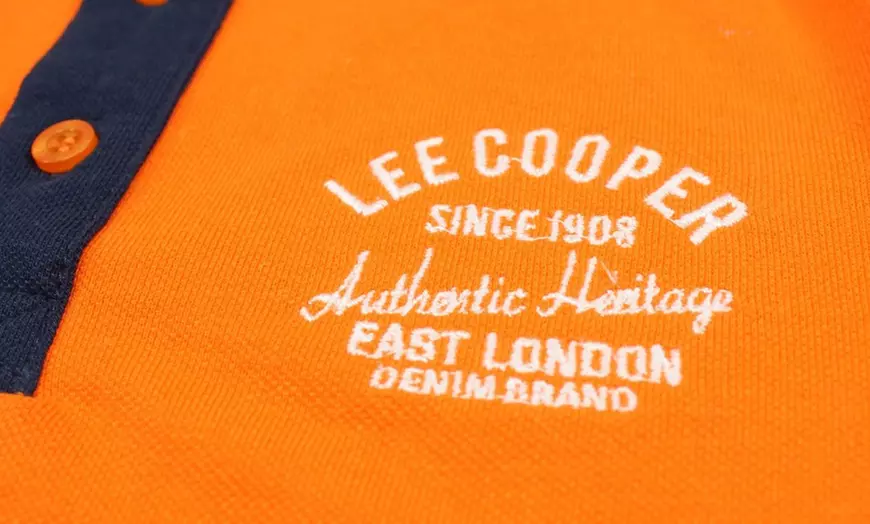 LEE COOPER
SINCE 1908
Authentic Heritage
EAST LONDON
DENIM BRAND